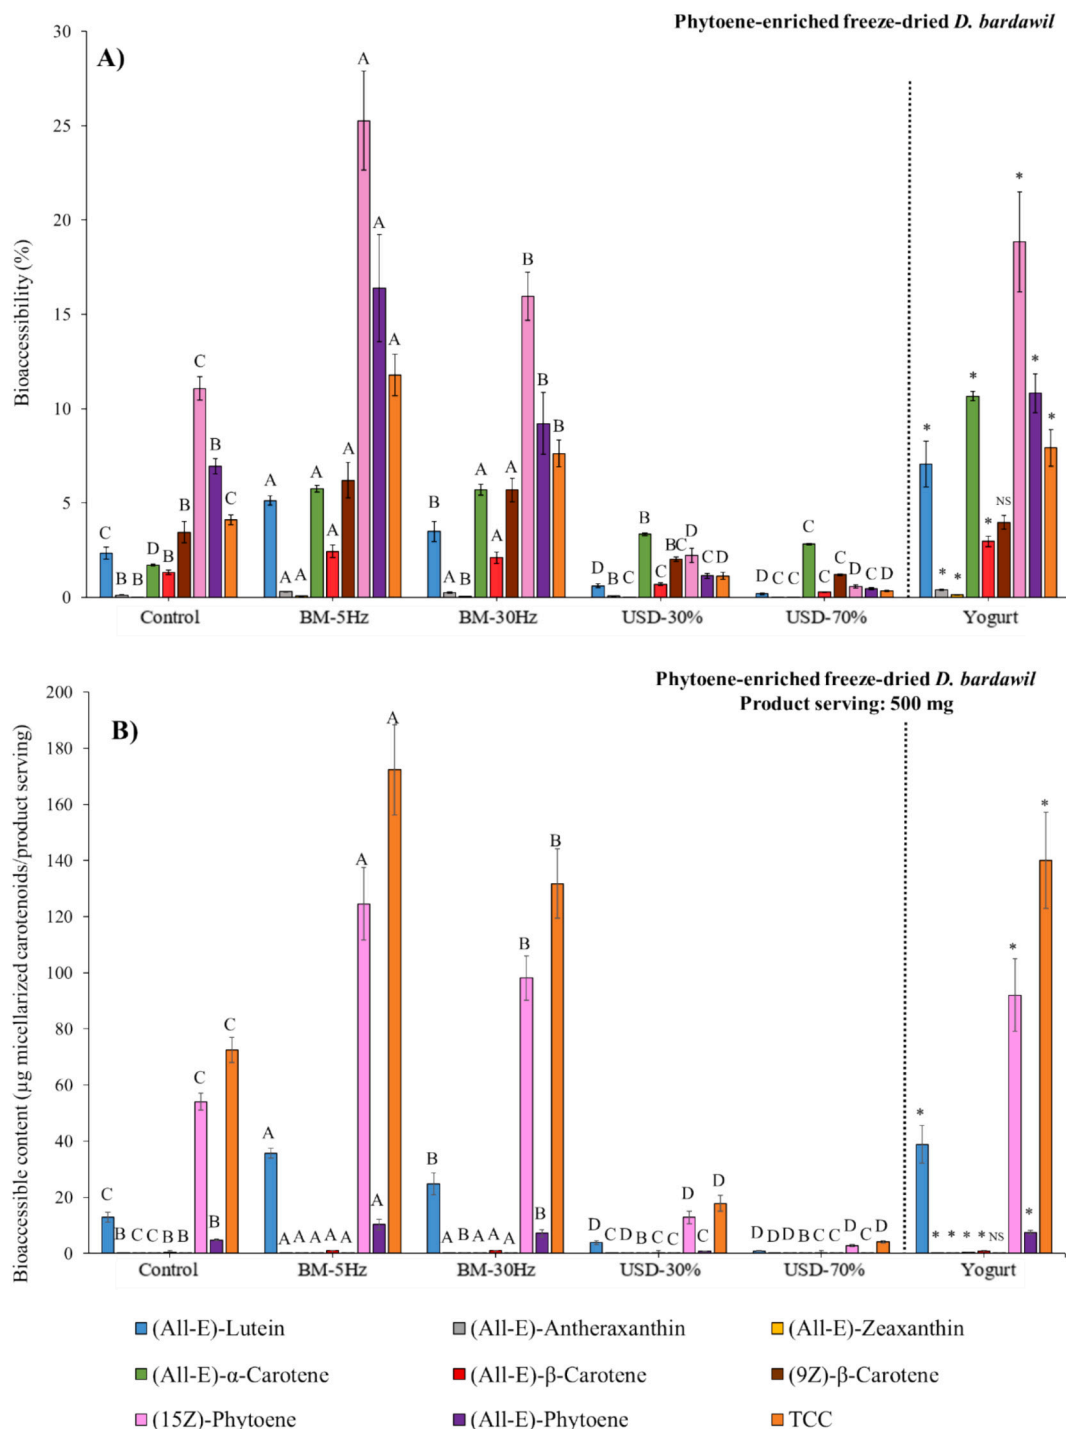 Phytoene-enriched freeze-dried D. bardawil
A)
Bioaccessibility (%)
30
25
20
15
10
5
0
C B B D B B C B C
A A A A A A A A A
B A B A A A B B B
D B C B C BC D C D
D C C C C C D C D
* * * * * NS * * *
Control BM-5Hz BM-30Hz USD-30% USD-70% Yogurt
Phytoene-enriched freeze-dried D. bardawil
Product serving: 500 mg
B)
Bioaccessible content (µg micellarized carotenoids/product serving)
200
180
160
140
120
100
80
60
40
20
0
C B C C B B C B C
A A A A A A A A A
B A B A A A B B B
D C D B C C D C D
D D D B C C D C D
* * * * * NS * * *
Control BM-5Hz BM-30Hz USD-30% USD-70% Yogurt
(All-E)-Lutein (All-E)-Antheraxanthin (All-E)-Zeaxanthin
(All-E)-α-Carotene (All-E)-β-Carotene (9Z)-β-Carotene
(15Z)-Phytoene (All-E)-Phytoene TCC